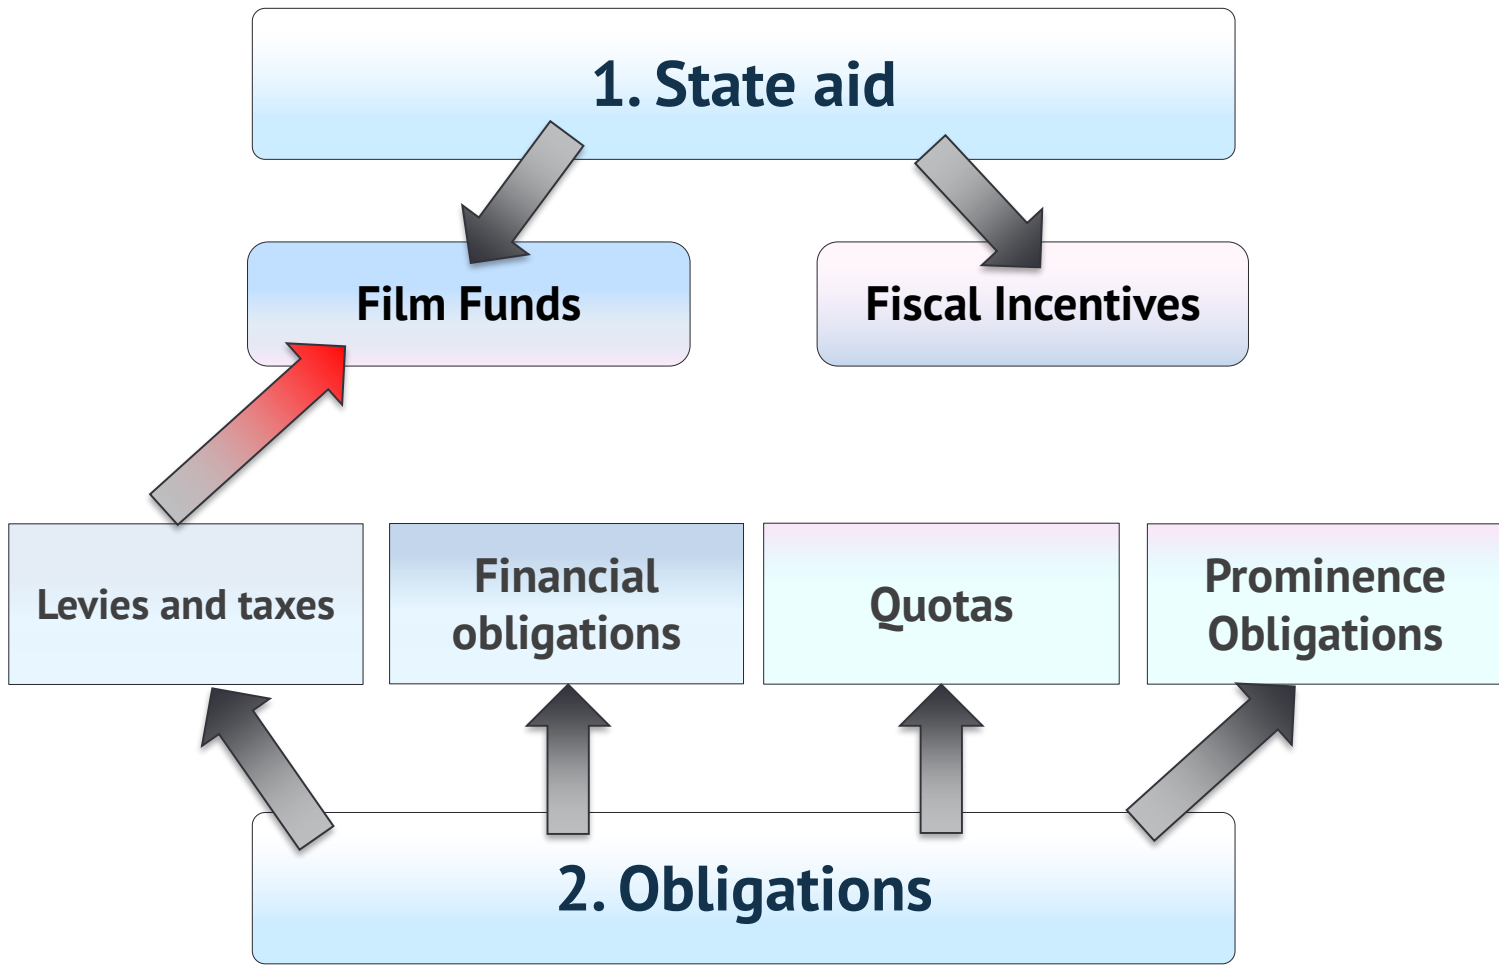 1. State aid
Film Funds
Fiscal Incentives
Levies and taxes
Financial
obligations
Quotas
Prominence
Obligations
2. Obligations